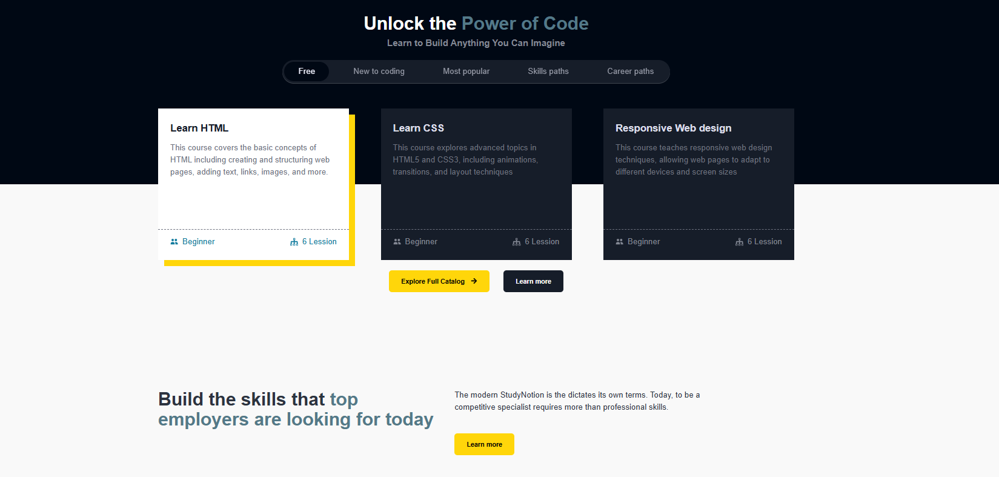 Unlock the Power of Code
Learn to Build Anything You Can Imagine
Free New to coding Most popular Skills paths Career paths
Learn HTML
This course covers the basic concepts of
HTML including creating and structuring web
pages, adding text, links, images, and more.
Beginner 6 Lession
Learn CSS
This course explores advanced topics in
HTML5 and CSS3, including animations,
transitions, and layout techniques
Beginner 6 Lession
Responsive Web design
This course teaches responsive web design
techniques, allowing web pages to adapt to
different devices and screen sizes
Beginner 6 Lession
Explore Full Catalog Learn more
Build the skills that top
employers are looking for today
The modern StudyNotion is the dictates its own terms. Today, to be a
competitive specialist requires more than professional skills.
Learn more